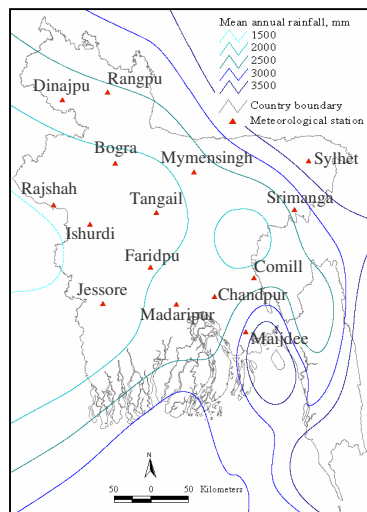 Mean annual rainfall, mm
1500
2000
2500
3000
3500
Country boundary
Meteorological station
Rangpu
Dinajpu
Bogra
Mymensingh
Sylhet
Rajshah
Tangail
Srimanga
Ishurdi
Faridpu
Comill
Jessore
Chandpur
Madaripur
Maijdee
N
50 0 50 Kilometers